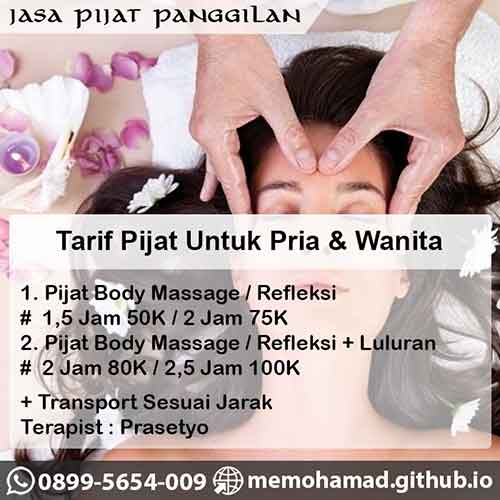 JASA PIJAT PANGGILAN
Tarif Pijat Untuk Pria & Wanita
1. Pijat Body Massage / Refleksi
# 1,5 Jam 50K / 2 Jam 75K
2. Pijat Body Massage / Refleksi + Luluran
# 2 Jam 80K / 2,5 Jam 100K
+ Transport Sesuai Jarak
Terapist : Prasetyo
0899-5654-009 memohamad.github.io